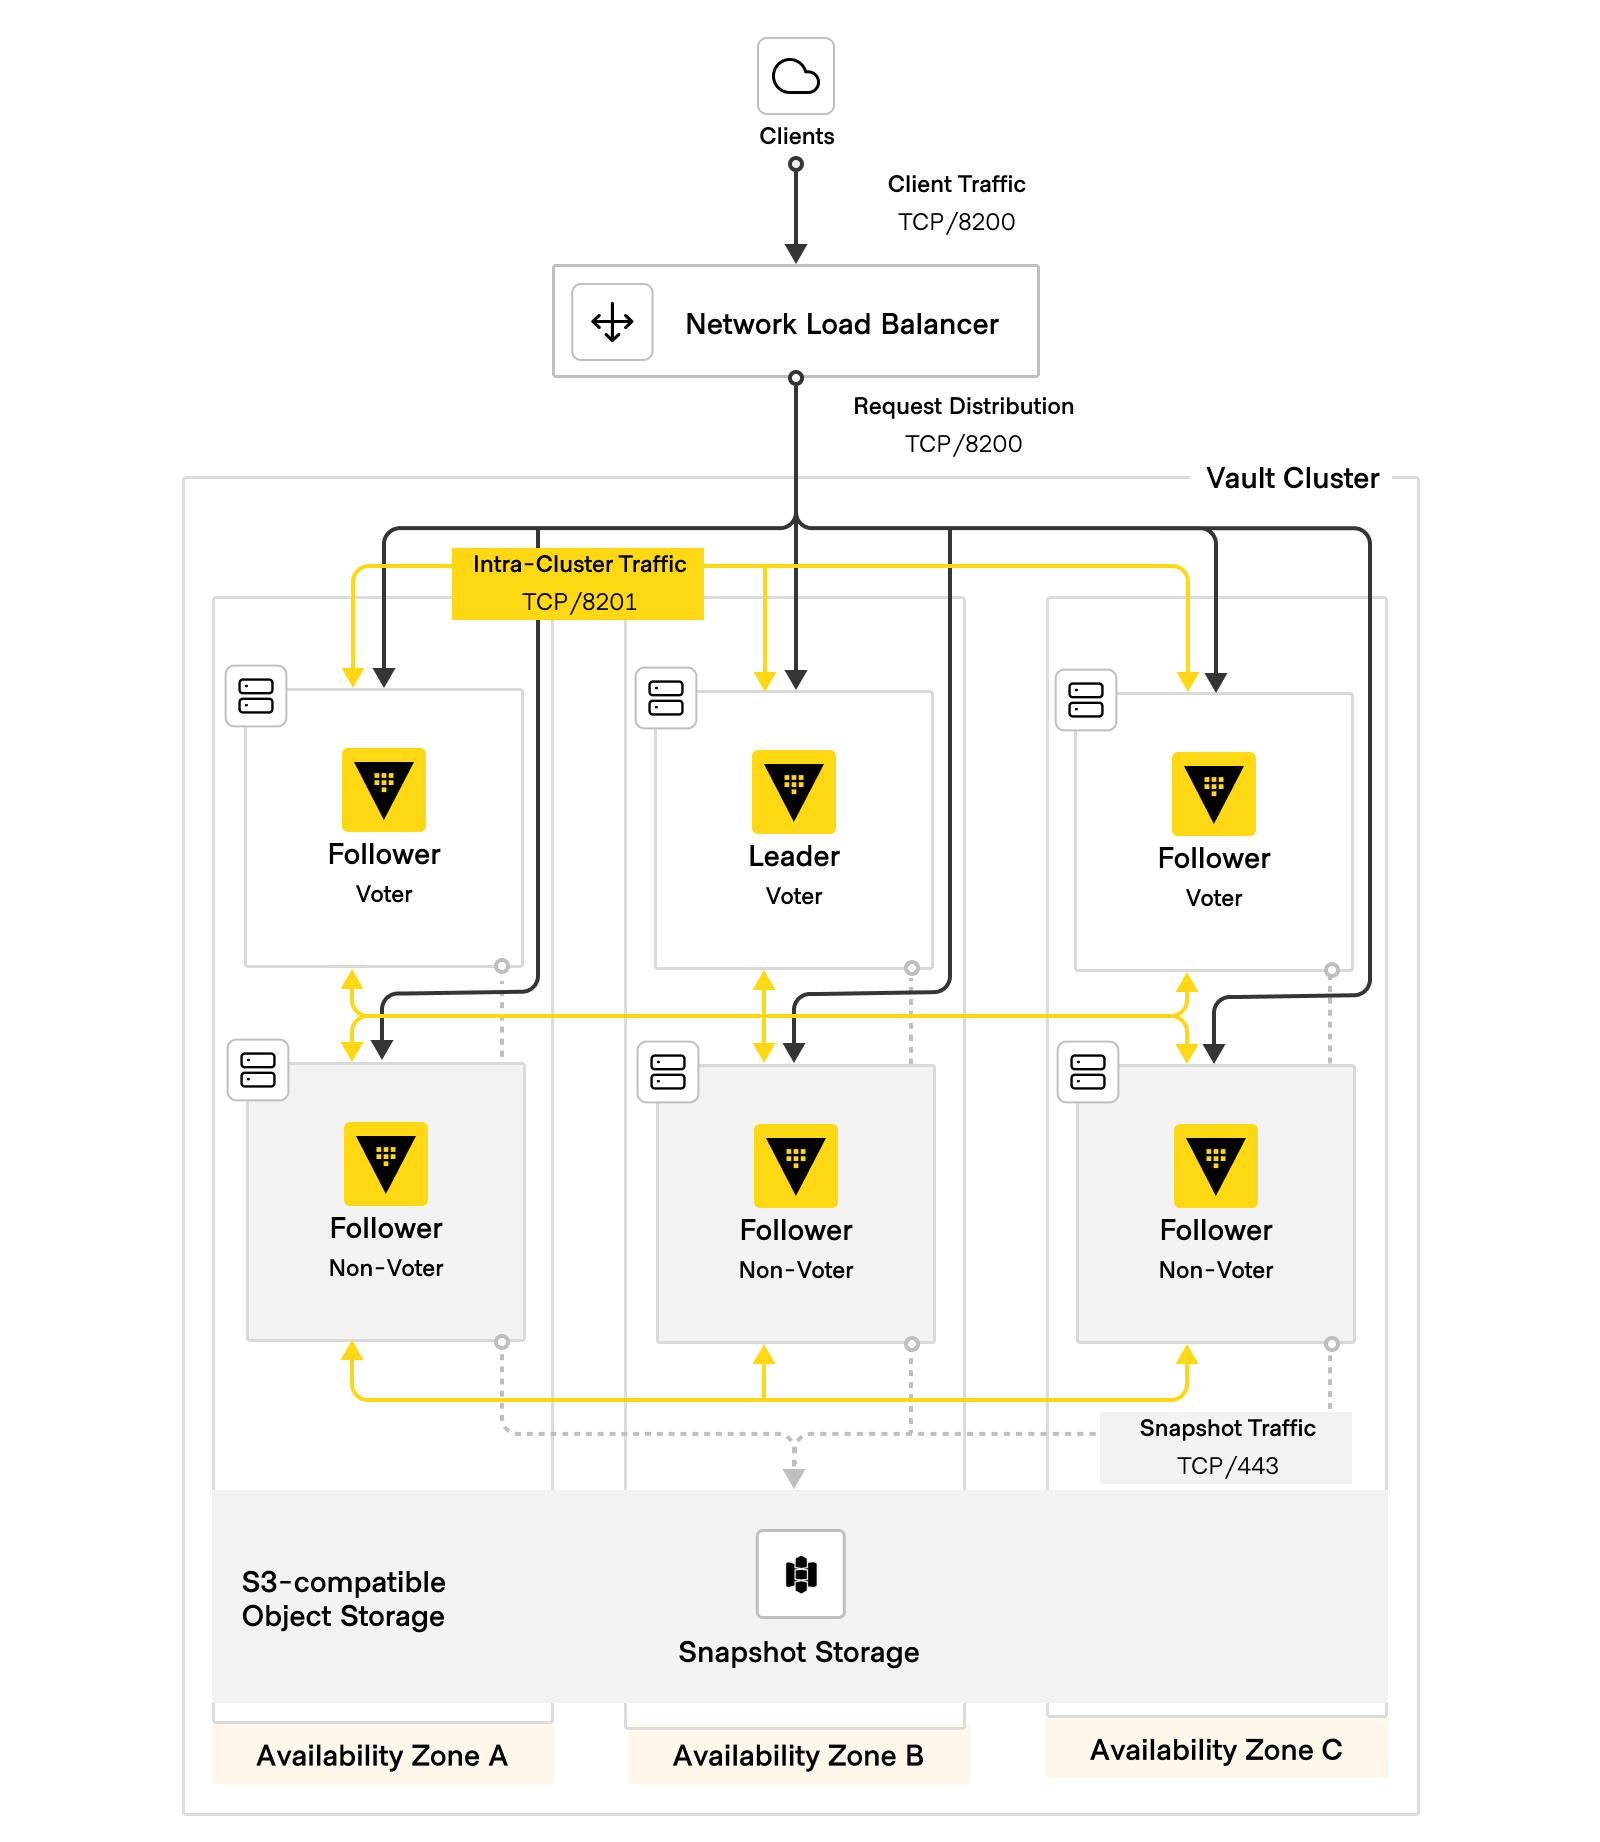 Clients
Client Traffic
TCP/8200
Network Load Balancer
Request Distribution
TCP/8200
Vault Cluster
Intra-Cluster Traffic
TCP/8201
Follower
Voter
Leader
Voter
Follower
Voter
Follower
Non-Voter
Follower
Non-Voter
Follower
Non-Voter
Snapshot Traffic
TCP/443
S3-compatible
Object Storage
Snapshot Storage
Availability Zone A
Availability Zone B
Availability Zone C